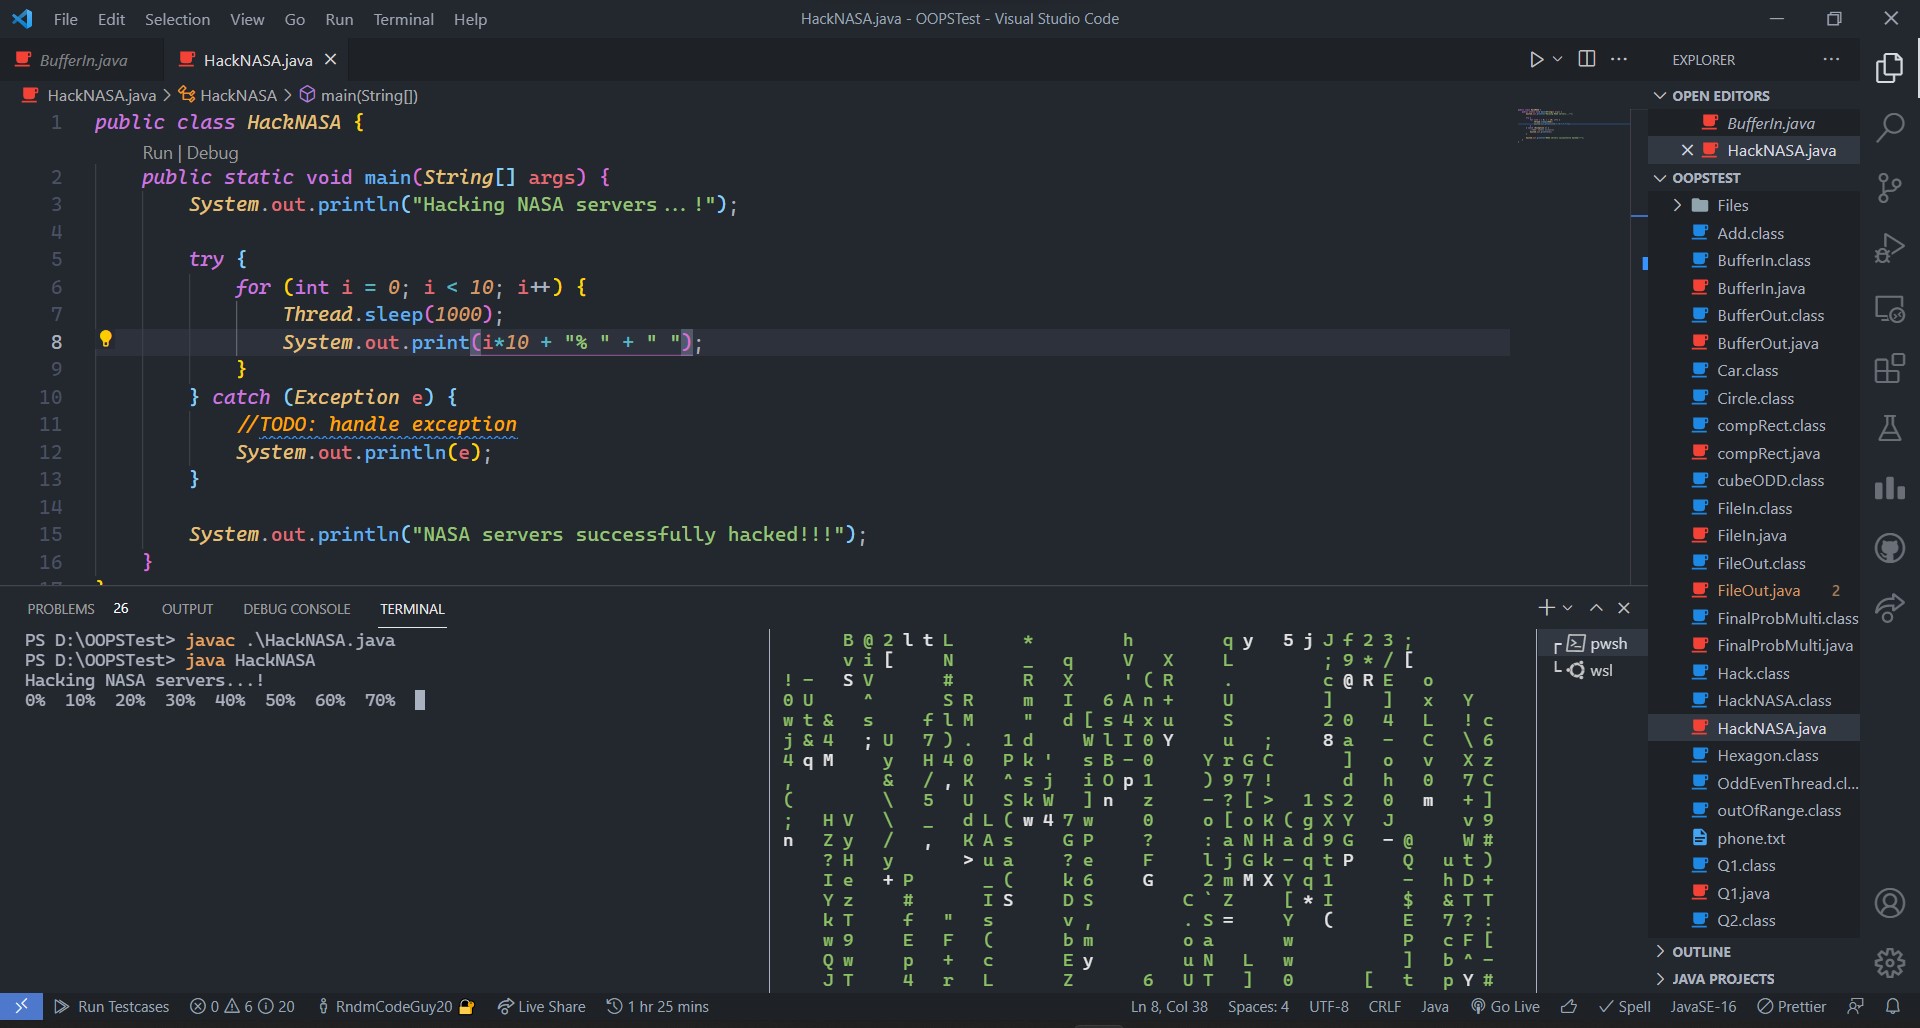 File Edit Selection View Go Run Terminal Help
HackNASA.java - OOPSTest - Visual Studio Code
BufferIn.java
HackNASA.java
HackNASA.java > HackNASA > main(String[])
1 public class HackNASA {
Run | Debug
2 public static void main(String[] args) {
3 System.out.println("Hacking NASA servers...!");
4
5 try {
6 for (int i = 0; i < 10; i++) {
7 Thread.sleep(1000);
8 System.out.print(i*10 + "% " + " ");
9 }
10 } catch (Exception e) {
11 //TODO: handle exception
12 System.out.println(e);
13 }
14
15 System.out.println("NASA servers successfully hacked!!!");
16 }
PROBLEMS 26 OUTPUT DEBUG CONSOLE TERMINAL
PS D:\OOPSTest> javac .\HackNASA.java
PS D:\OOPSTest> java HackNASA
Hacking NASA servers...!
0% 10% 20% 30% 40% 50% 60% 70%
pwsh
wsl
EXPLORER
OPEN EDITORS
BufferIn.java
HackNASA.java
OOPSTEST
Files
Add.class
BufferIn.class
BufferIn.java
BufferOut.class
BufferOut.java
Car.class
Circle.class
compRect.class
compRect.java
cubeODD.class
FileIn.class
FileIn.java
FileOut.class
FileOut.java 2
FinalProbMulti.class
FinalProbMulti.java
Hack.class
HackNASA.class
HackNASA.java
Hexagon.class
OddEvenThread.cl...
outOfRange.class
phone.txt
Q1.class
Q1.java
Q2.class
OUTLINE
JAVA PROJECTS
Run Testcases 0 6 20 RndmCodeGuy20 Live Share 1 hr 25 mins
Ln 8, Col 38 Spaces: 4 UTF-8 CRLF Java Go Live Spell JavaSE-16 Prettier